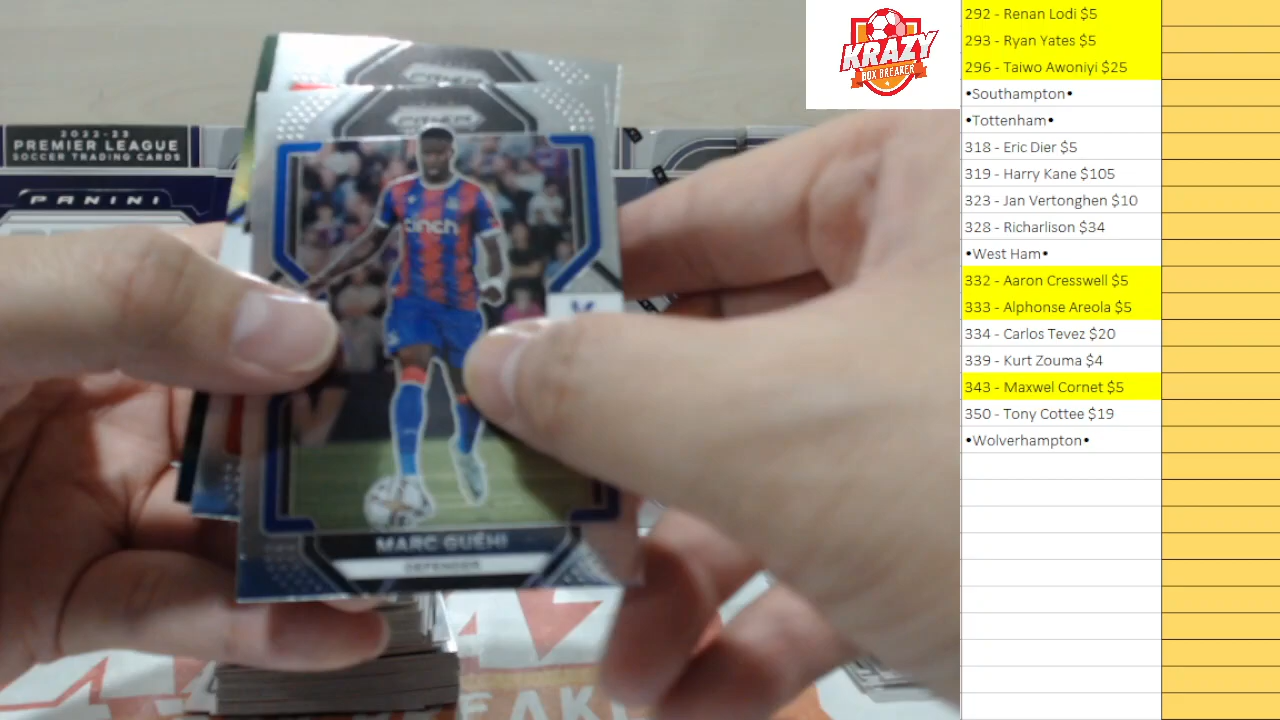 2022-23
PREMIER LEAGUE
SOCCER TRADING CARDS
PANINI
PRIZM
PRIZM
cinch
MARC GUÉHI
DEFENDER
KRAZY
BOX BREAKER
292 - Renan Lodi $5
293 - Ryan Yates $5
296 - Taiwo Awoniyi $25
•Southampton•
•Tottenham•
318 - Eric Dier $5
319 - Harry Kane $105
323 - Jan Vertonghen $10
328 - Richarlison $34
•West Ham•
332 - Aaron Cresswell $5
333 - Alphonse Areola $5
334 - Carlos Tevez $20
339 - Kurt Zouma $4
343 - Maxwel Cornet $5
350 - Tony Cottee $19
•Wolverhampton•